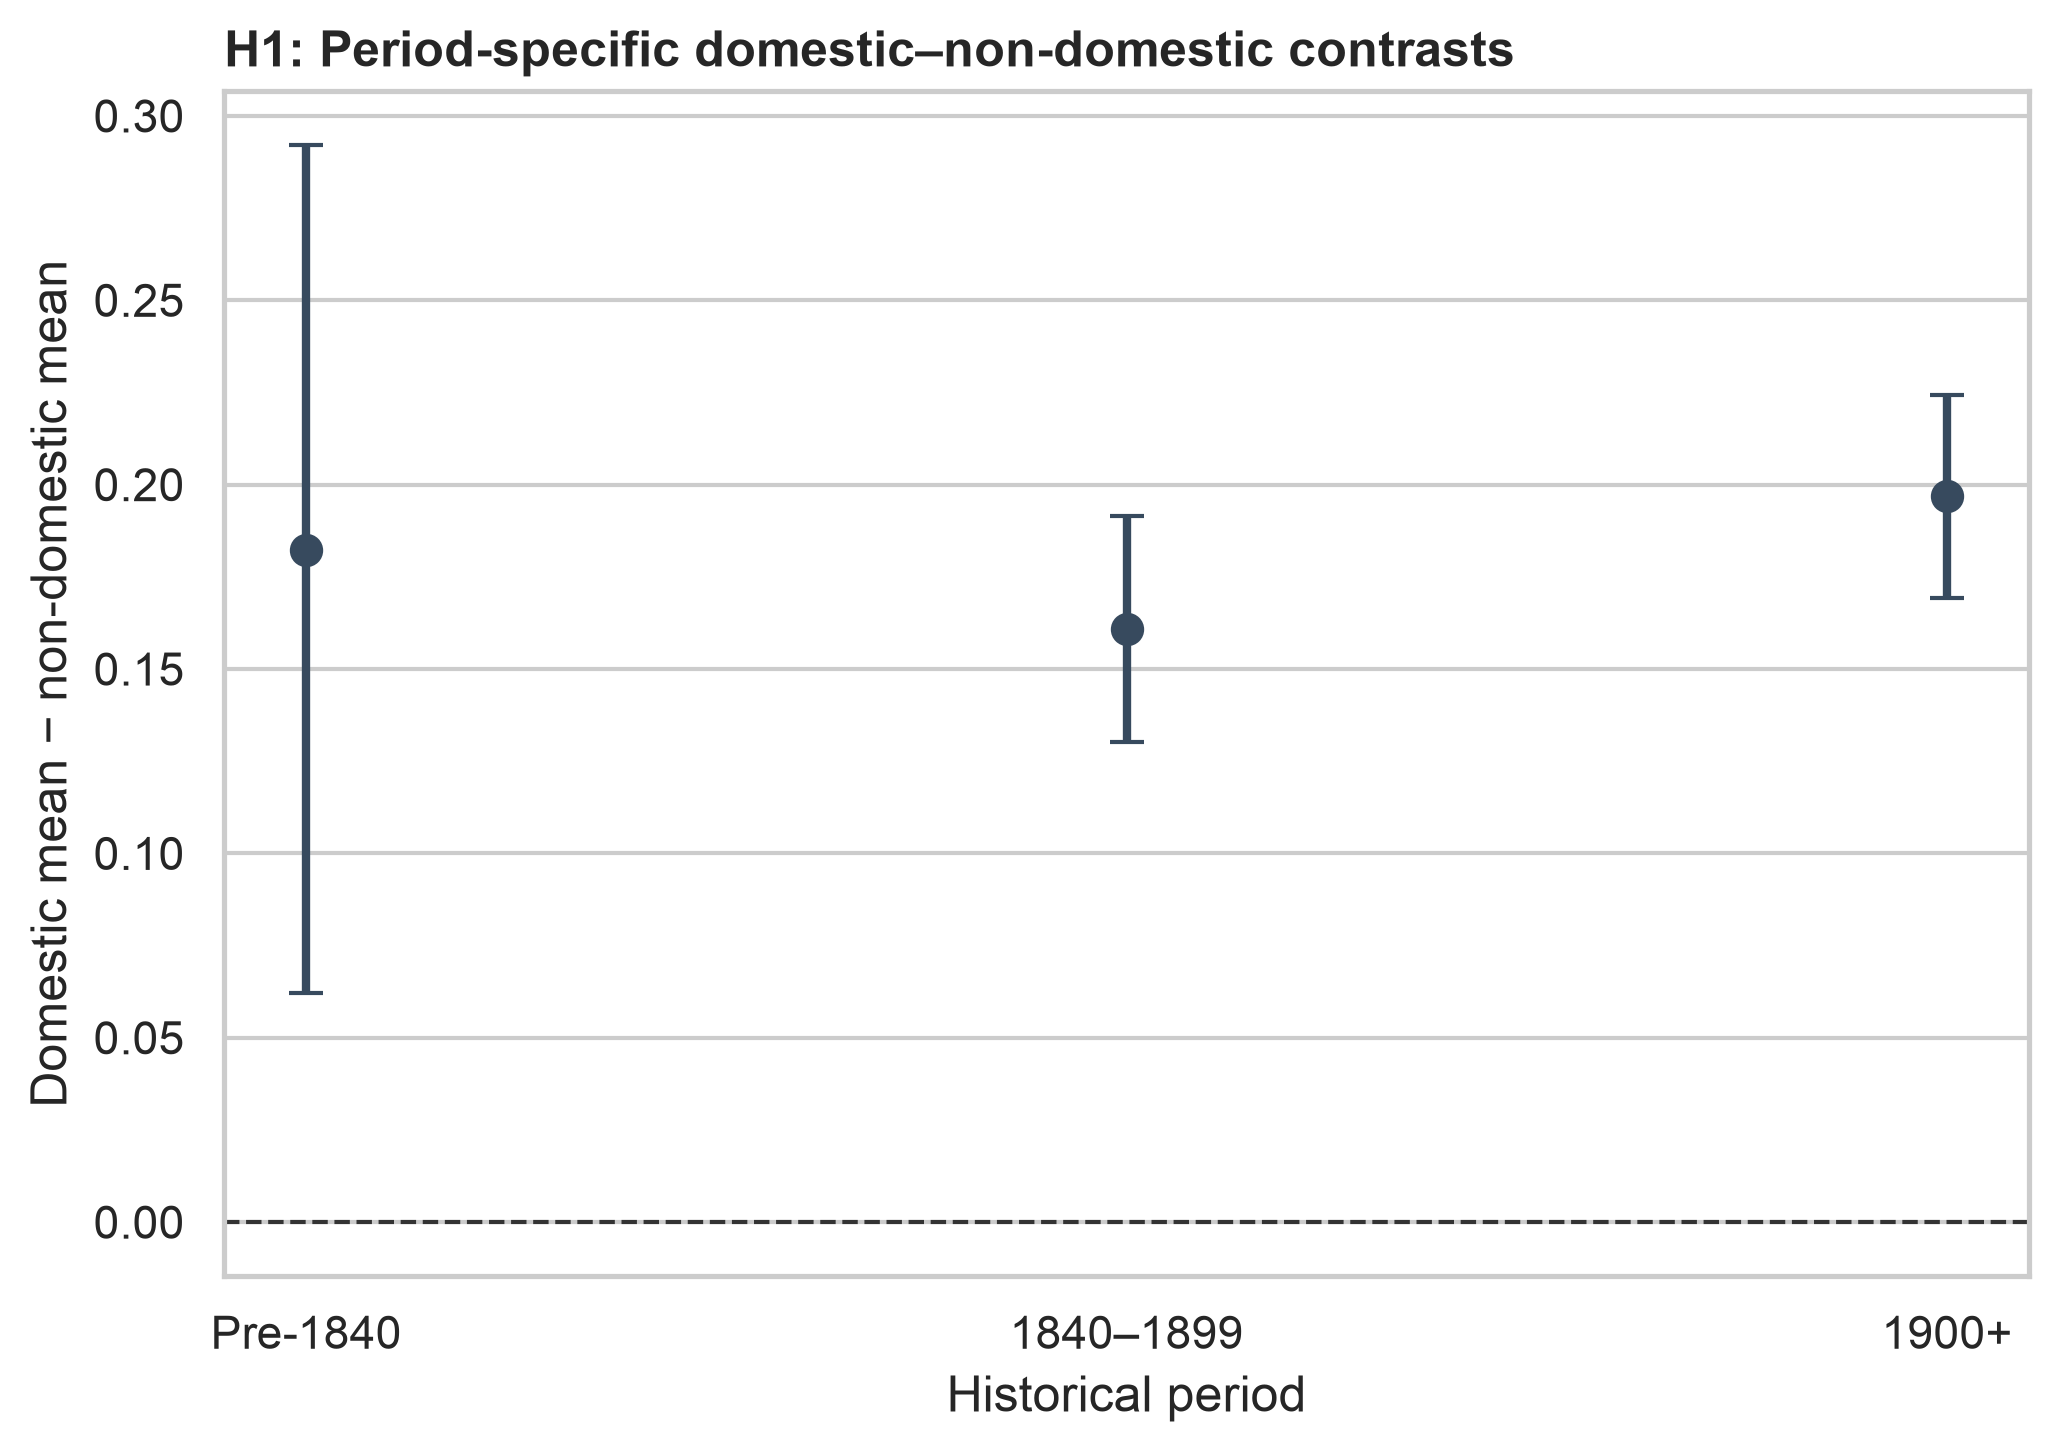 H1: Period-specific domestic–non-domestic contrasts
Domestic mean – non-domestic mean
0.30
0.25
0.20
0.15
0.10
0.05
0.00
Pre-1840
1840–1899
1900+
Historical period